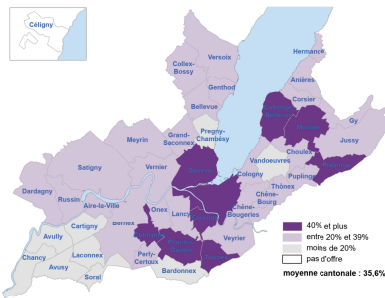 Céligny
Versoix
Collex-
Bossy
Hermance
Genthod
Anières
Bellevue
Corsier
Pregny-
Chambésy
Grand-
Saconnex
Meyrin
Gy
Jussy
Choulex
Vandoeuvres
Satigny
Vernier
Cologny
Puplinge
Thônex
Chêne-
Bourg
Dardagny
Russin
Aire-la-Ville
Onex
Lancy
Chêne-
Bougeries
Bernex
Cartigny
Avully
Veyrier
Perly-
Certoux
Chancy
Laconnex
Avusy
Soral
Bardonnex
40% et plus
entre 20% et 39%
moins de 20%
pas d'offre
moyenne cantonale : 35,6%